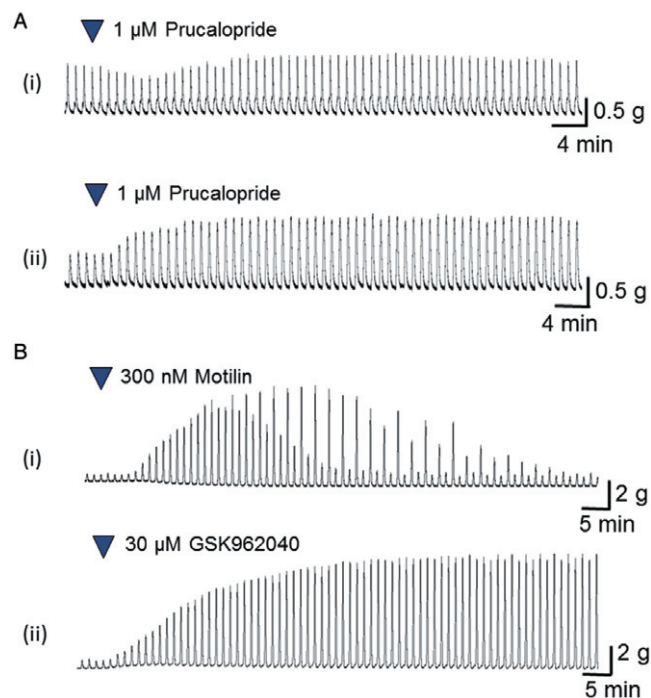 A
1 µM Prucalopride
(i)
0.5 g
4 min
1 µM Prucalopride
(ii)
0.5 g
4 min
B
300 nM Motilin
(i)
2 g
5 min
30 µM GSK962040
(ii)
2 g
5 min